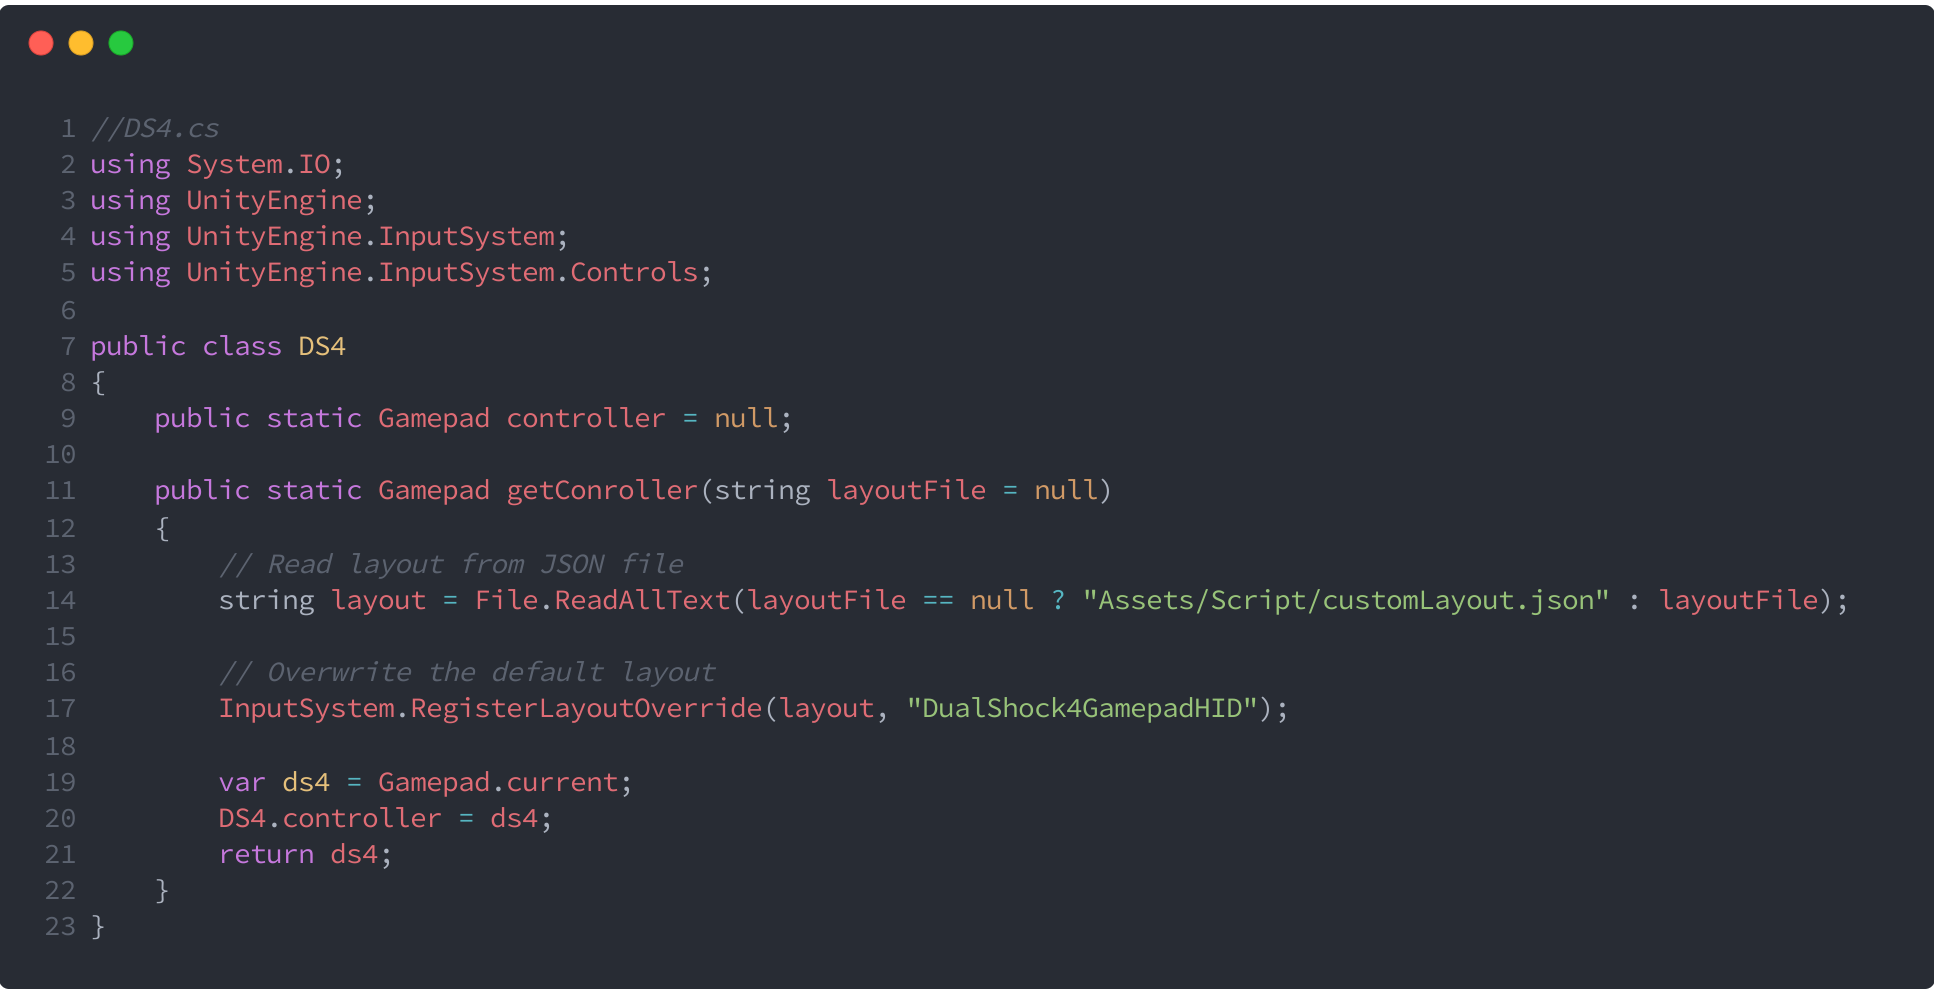 1 //DS4.cs
2 using System.IO;
3 using UnityEngine;
4 using UnityEngine.InputSystem;
5 using UnityEngine.InputSystem.Controls;
6
7 public class DS4
8 {
9     public static Gamepad controller = null;
10
11     public static Gamepad getConroller(string layoutFile = null)
12     {
13         // Read layout from JSON file
14         string layout = File.ReadAllText(layoutFile == null ? "Assets/Script/customLayout.json" : layoutFile);
15
16         // Overwrite the default layout
17         InputSystem.RegisterLayoutOverride(layout, "DualShock4GamepadHID");
18
19         var ds4 = Gamepad.current;
20         DS4.controller = ds4;
21         return ds4;
22     }
23 }